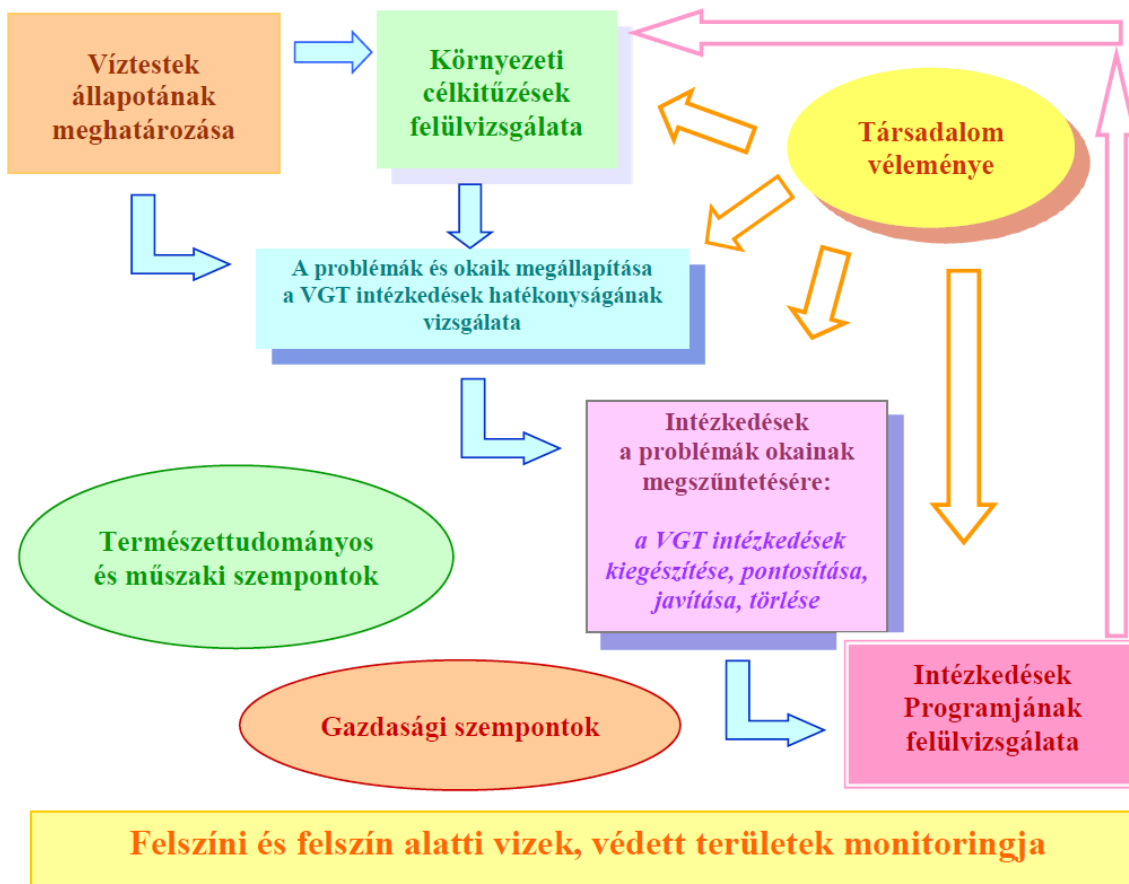 Víztestek
állapotának
meghatározása
Környezeti
célkitűzések
felülvizsgálata
Társadalom
véleménye
A problémák és okaik megállapítása
a VGT intézkedések hatékonyságának
vizsgálata
Intézkedések
a problémák okainak
megszűntetésére:
a VGT intézkedések
kiegészítése, pontosítása,
javítása, törlése
Természettudományos
és műszaki szempontok
Gazdasági szempontok
Intézkedések
Programjának
felülvizsgálata
Felszíni és felszín alatti vizek, védett területek monitoringja